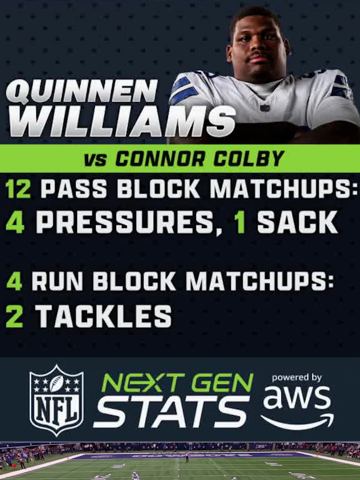 QUINNEN
WILLIAMS
vs CONNOR COLBY
12 PASS BLOCK MATCHUPS:
4 PRESSURES, 1 SACK
4 RUN BLOCK MATCHUPS:
2 TACKLES
NFL
NEXT GEN
STATS
powered by
aws